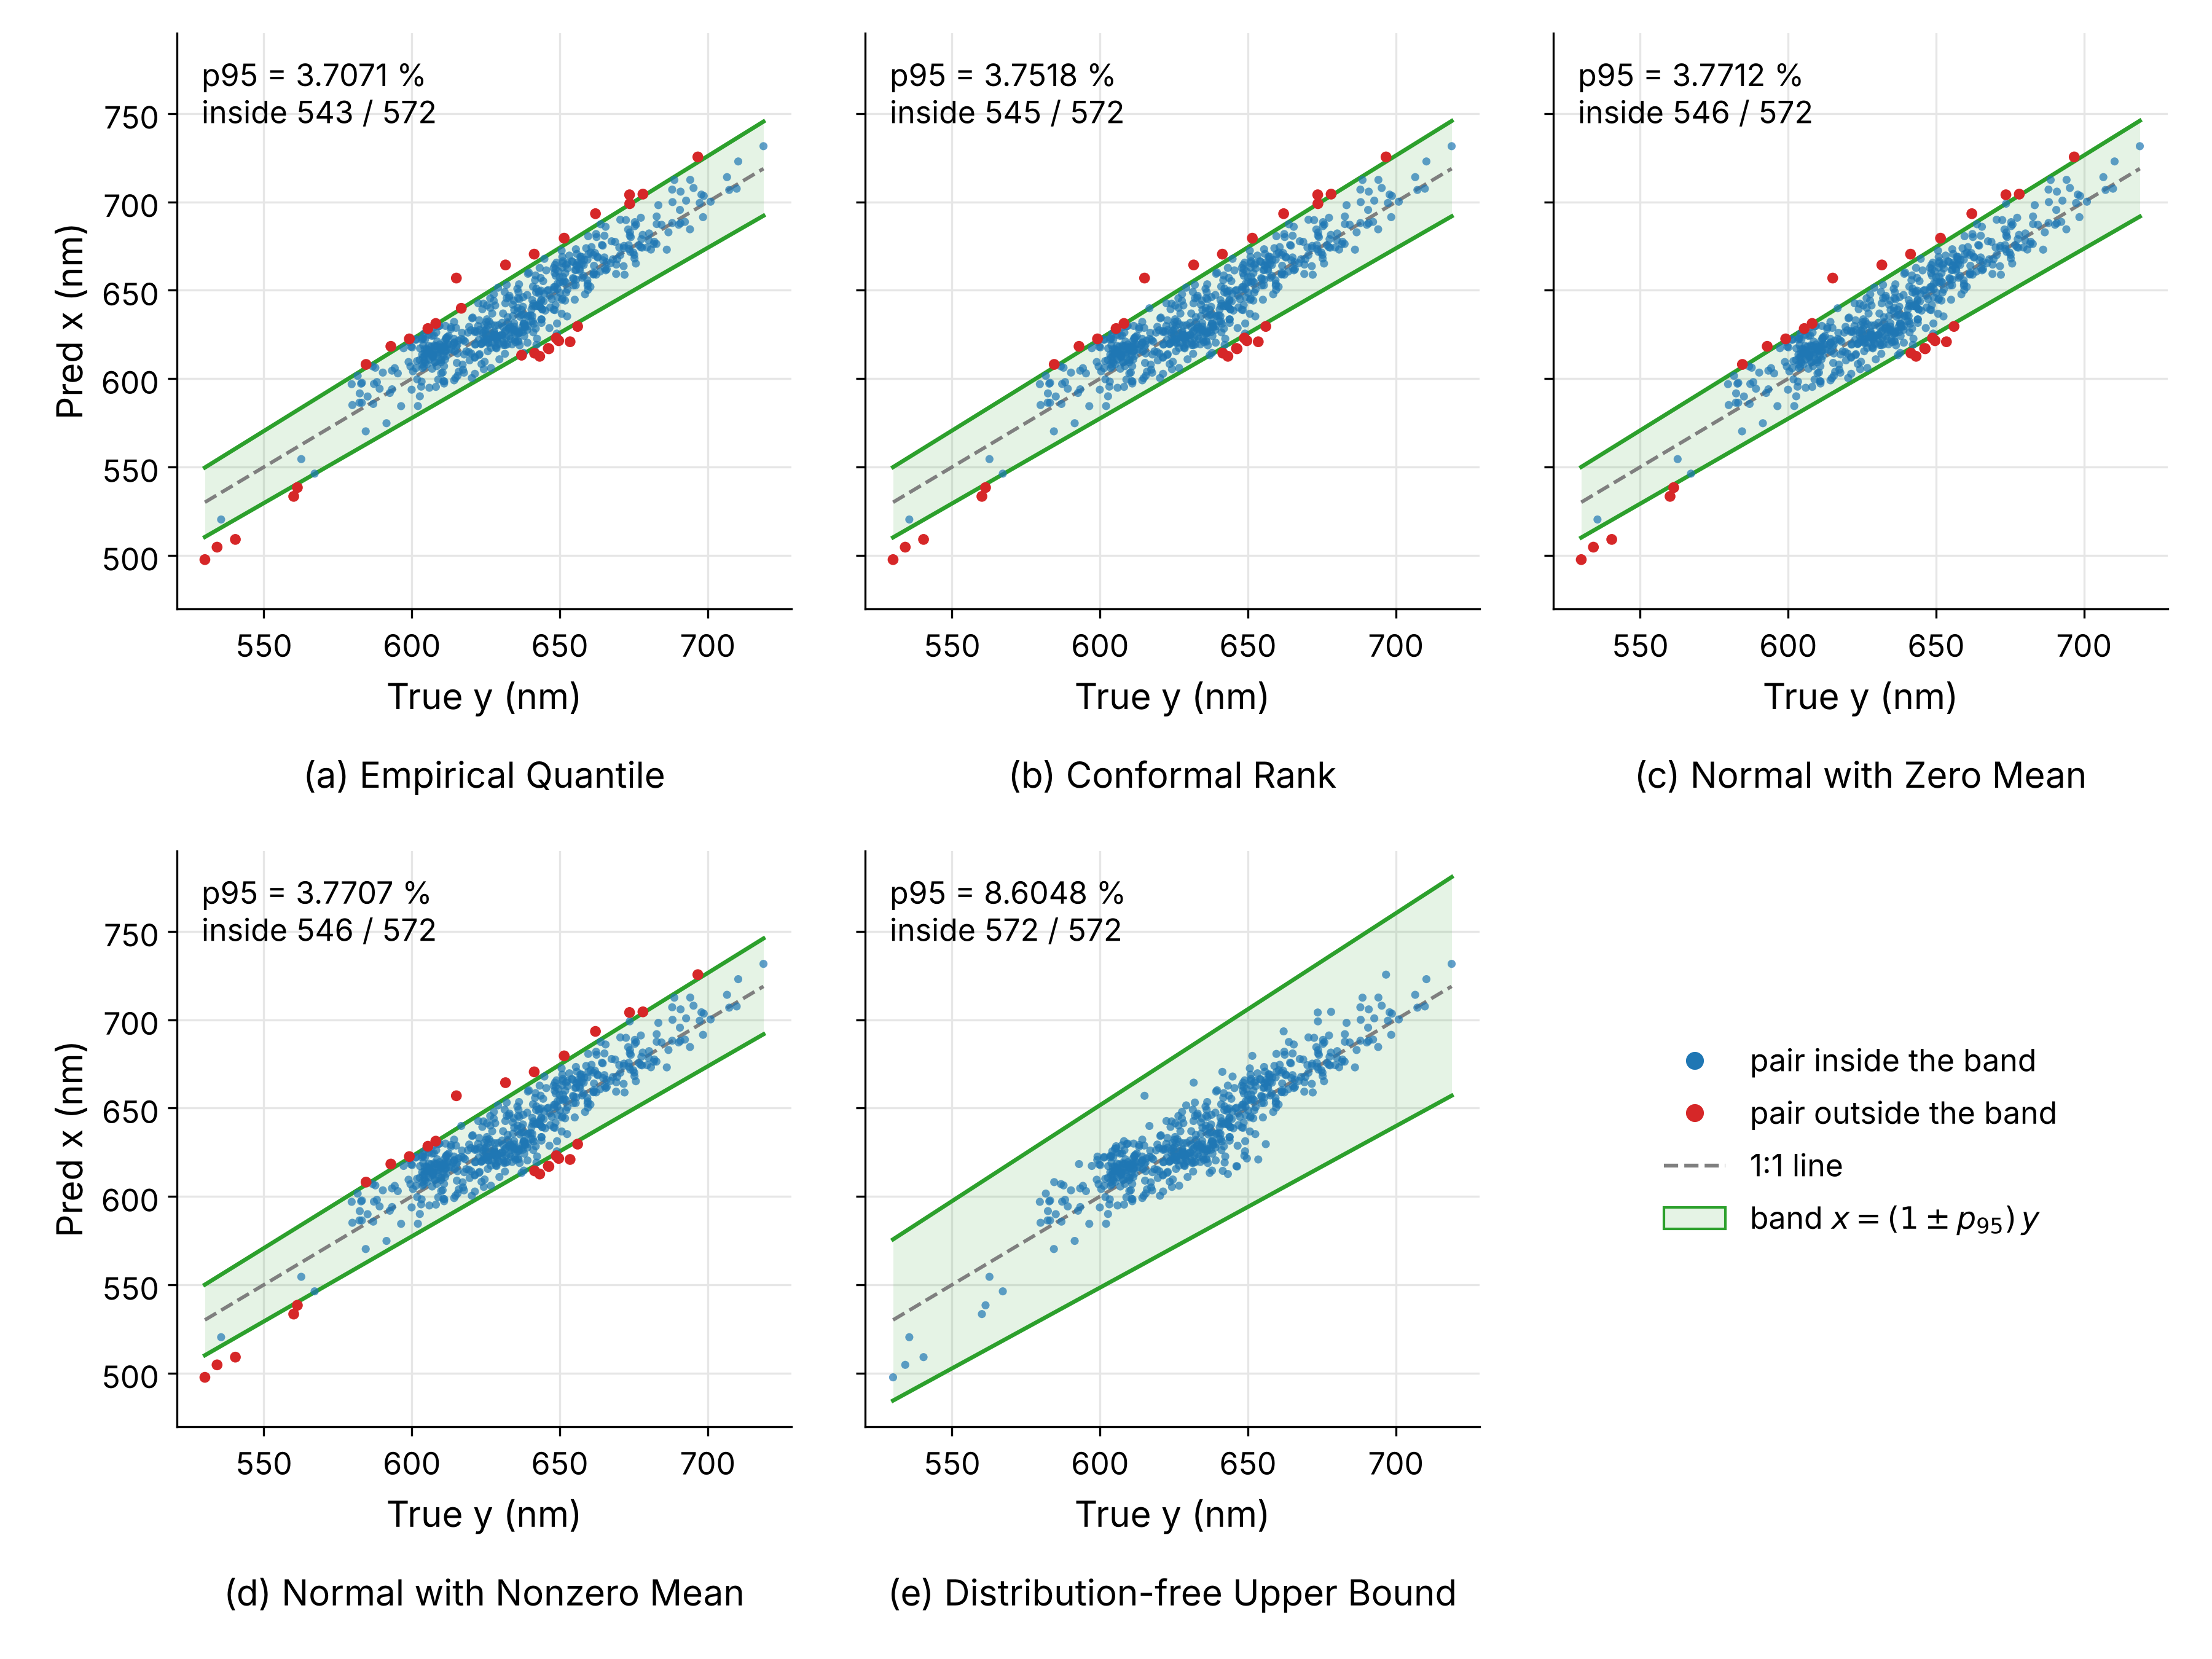 p95 = 3.7071 %
inside 543 / 572
750
700
650
600
550
500
Pred x (nm)
550 600 650 700
True y (nm)
(a) Empirical Quantile
p95 = 3.7518 %
inside 545 / 572
550 600 650 700
True y (nm)
(b) Conformal Rank
p95 = 3.7712 %
inside 546 / 572
550 600 650 700
True y (nm)
(c) Normal with Zero Mean
p95 = 3.7707 %
inside 546 / 572
750
700
650
600
550
500
Pred x (nm)
550 600 650 700
True y (nm)
(d) Normal with Nonzero Mean
p95 = 8.6048 %
inside 572 / 572
550 600 650 700
True y (nm)
(e) Distribution-free Upper Bound
pair inside the band
pair outside the band
1:1 line
band x = (1 ± p₉₅) y